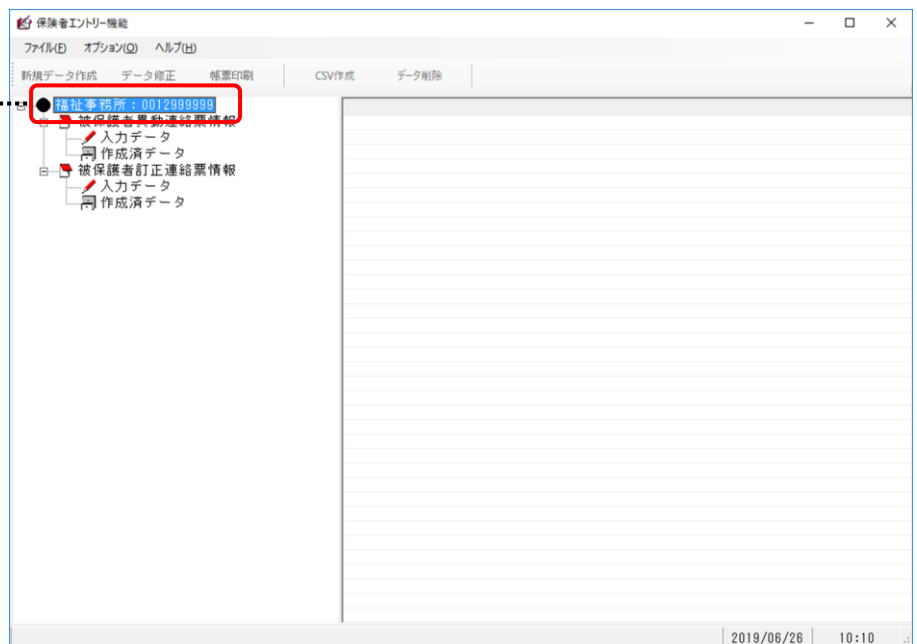 保険者エントリー機能
ファイル(F) オプション(O) ヘルプ(H)
新規データ作成 データ修正 帳票印刷 CSV作成 データ削除
福祉事務所：0012999999
被保護者異動連絡票情報
入力データ
作成済データ
被保護者訂正連絡票情報
入力データ
作成済データ
2019/06/26 10:10